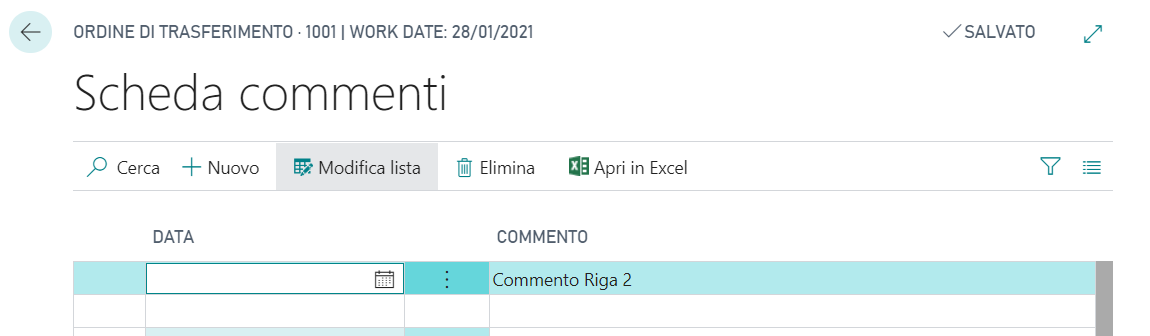 ORDINE DI TRASFERIMENTO · 1001 | WORK DATE: 28/01/2021
SALVATO
Scheda commenti
Cerca
Nuovo
Modifica lista
Elimina
Apri in Excel
DATA
COMMENTO
Commento Riga 2